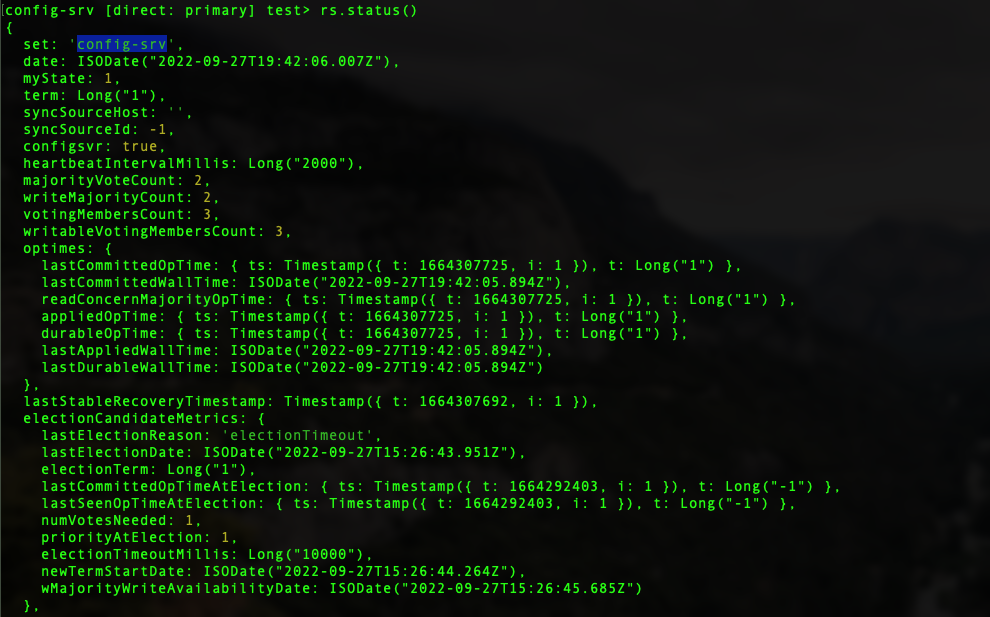 config-srv [direct: primary] test> rs.status()
{
  set: 'config-srv',
  date: ISODate("2022-09-27T19:42:06.007Z"),
  myState: 1,
  term: Long("1"),
  syncSourceHost: '',
  syncSourceId: -1,
  configsvr: true,
  heartbeatIntervalMillis: Long("2000"),
  majorityVoteCount: 2,
  writeMajorityCount: 2,
  votingMembersCount: 3,
  writableVotingMembersCount: 3,
  optimes: {
    lastCommittedOpTime: { ts: Timestamp({ t: 1664307725, i: 1 }), t: Long("1") },
    lastCommittedWallTime: ISODate("2022-09-27T19:42:05.894Z"),
    readConcernMajorityOpTime: { ts: Timestamp({ t: 1664307725, i: 1 }), t: Long("1") },
    appliedOpTime: { ts: Timestamp({ t: 1664307725, i: 1 }), t: Long("1") },
    durableOpTime: { ts: Timestamp({ t: 1664307725, i: 1 }), t: Long("1") },
    lastAppliedWallTime: ISODate("2022-09-27T19:42:05.894Z"),
    lastDurableWallTime: ISODate("2022-09-27T19:42:05.894Z")
  },
  lastStableRecoveryTimestamp: Timestamp({ t: 1664307692, i: 1 }),
  electionCandidateMetrics: {
    lastElectionReason: 'electionTimeout',
    lastElectionDate: ISODate("2022-09-27T15:26:43.951Z"),
    electionTerm: Long("1"),
    lastCommittedOpTimeAtElection: { ts: Timestamp({ t: 1664292403, i: 1 }), t: Long("-1") },
    lastSeenOpTimeAtElection: { ts: Timestamp({ t: 1664292403, i: 1 }), t: Long("-1") },
    numVotesNeeded: 1,
    priorityAtElection: 1,
    electionTimeoutMillis: Long("10000"),
    newTermStartDate: ISODate("2022-09-27T15:26:44.264Z"),
    wMajorityWriteAvailabilityDate: ISODate("2022-09-27T15:26:45.685Z")
  },